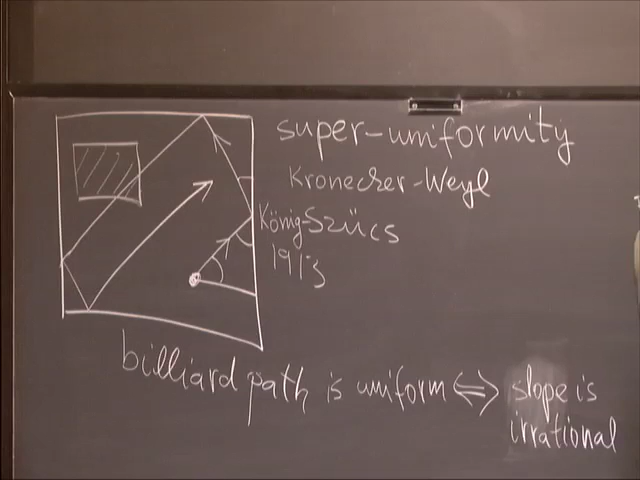 super-uniformity
Kronecker-Weyl
König-Szücs
1913
billiard path is uniform ⇔ slope is
irrational